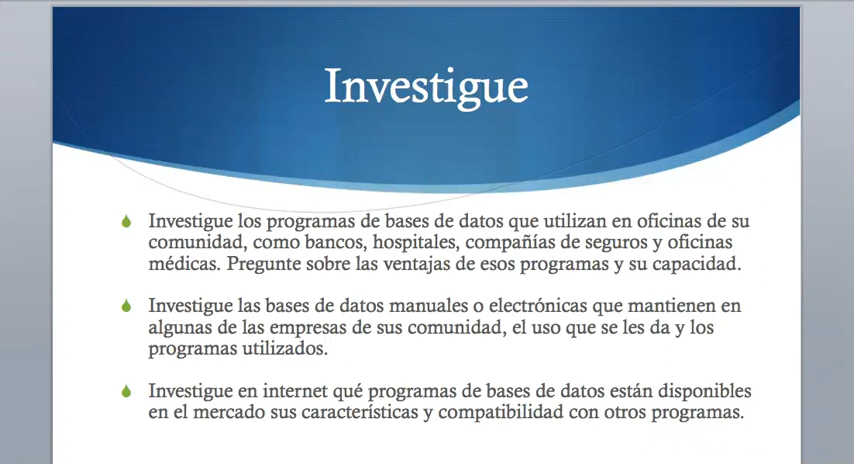 Investigue
Investigue los programas de bases de datos que utilizan en oficinas de su
comunidad, como bancos, hospitales, compañías de seguros y oficinas
médicas. Pregunte sobre las ventajas de esos programas y su capacidad.
Investigue las bases de datos manuales o electrónicas que mantienen en
algunas de las empresas de sus comunidad, el uso que se les da y los
programas utilizados.
Investigue en internet qué programas de bases de datos están disponibles
en el mercado sus características y compatibilidad con otros programas.